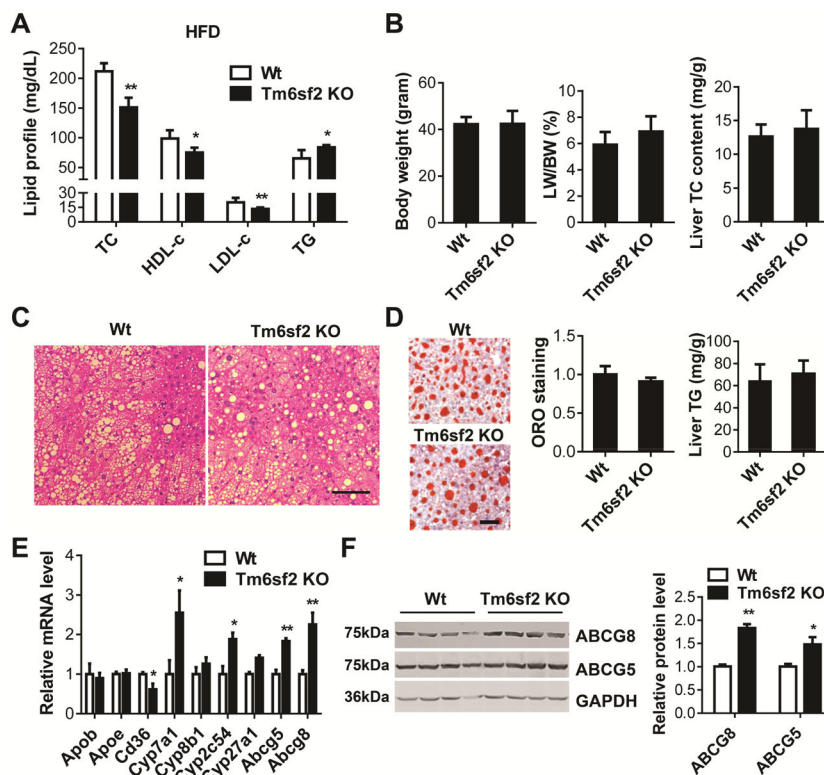 A
HFD
Lipid profile (mg/dL)
250
200
150
100
50
30
15
0
Wt
Tm6sf2 KO
**
*
**
*
TC
HDL-c
LDL-c
TG
B
Body weight (gram)
60
40
20
0
Wt
Tm6sf2 KO
LW/BW (%)
10
8
6
4
2
0
Wt
Tm6sf2 KO
Liver TC content (mg/g)
20
15
10
5
0
Wt
Tm6sf2 KO
C
Wt
Tm6sf2 KO
D
Wt
Tm6sf2 KO
ORO staining
1.5
1.0
0.5
0.0
Wt
Tm6sf2 KO
Liver TG (mg/g)
100
80
60
40
20
0
Wt
Tm6sf2 KO
E
Relative mRNA level
4
3
2
1
0
Wt
Tm6sf2 KO
*
*
*
**
**
Apob
Apoe
Cd36
Cyp7a1
Cyp8b1
Cyp2c54
Cyp27a1
Abcg5
Abcg8
F
Wt
Tm6sf2 KO
75kDa
ABCG8
75kDa
ABCG5
36kDa
GAPDH
Relative protein level
2.5
2.0
1.5
1.0
0.5
0.0
Wt
Tm6sf2 KO
**
*
ABCG8
ABCG5